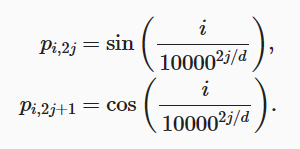 p_{i,2j} = sin ( i / 10000^{2j/d} ),
p_{i,2j+1} = cos ( i / 10000^{2j/d} ).